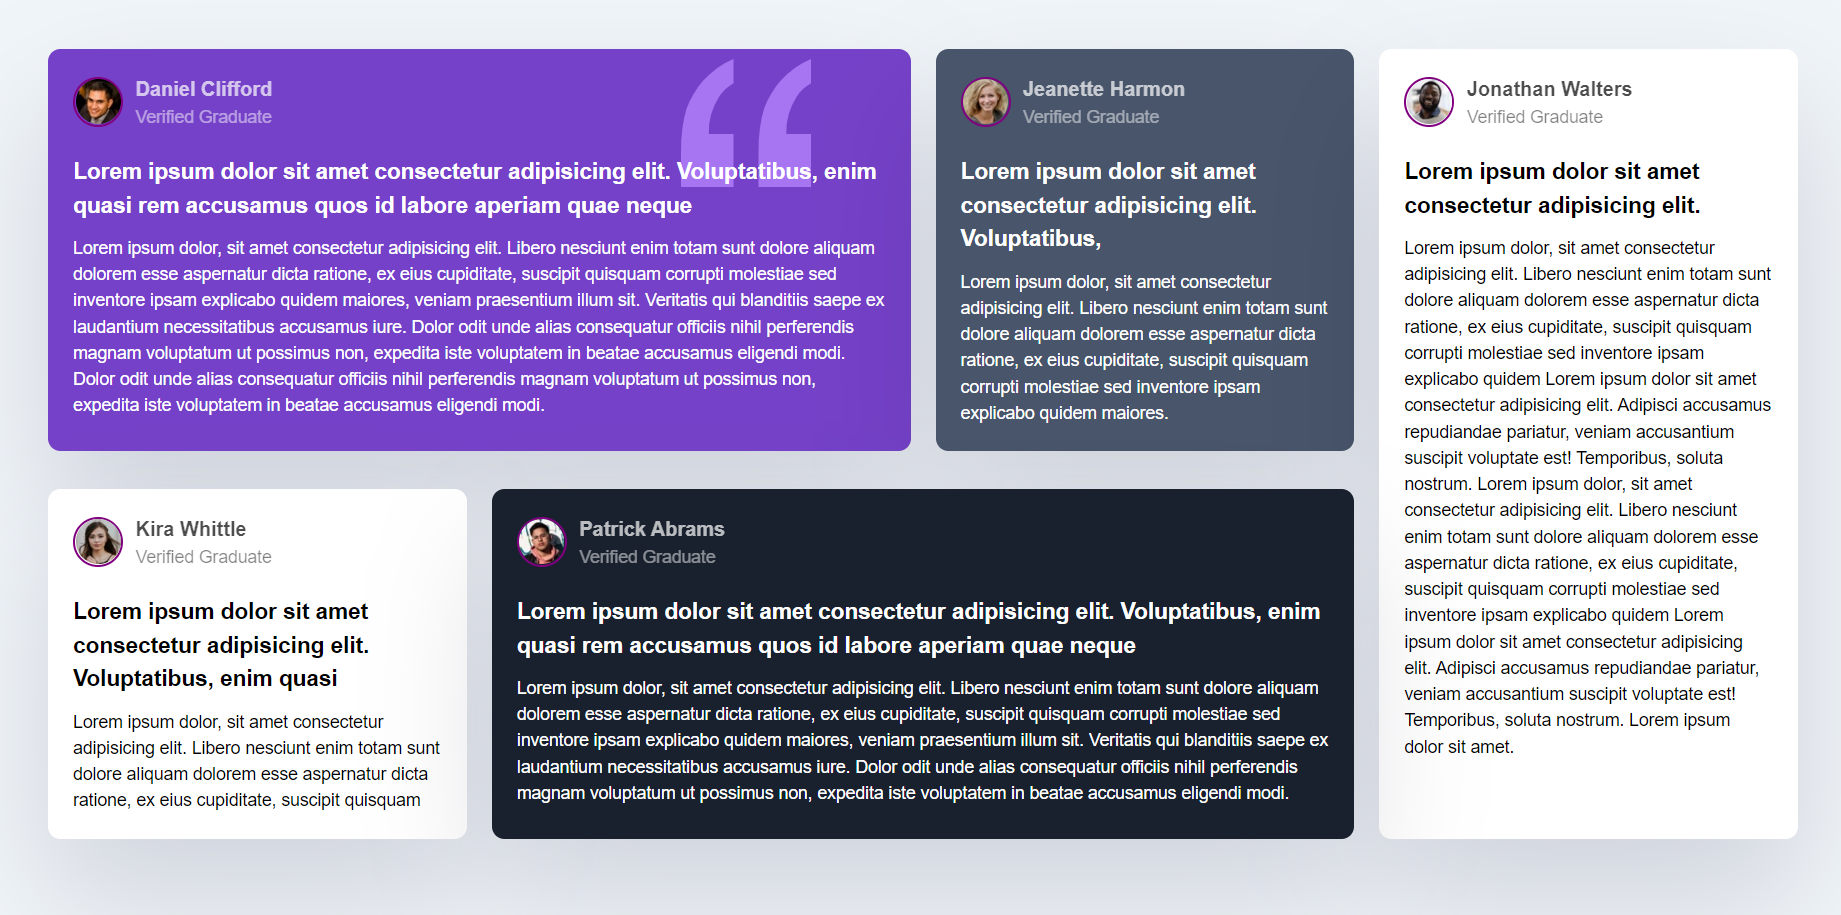 Daniel Clifford
Verified Graduate
Lorem ipsum dolor sit amet consectetur adipisicing elit. Voluptatibus, enim
quasi rem accusamus quos id labore aperiam quae neque
Lorem ipsum dolor, sit amet consectetur adipisicing elit. Libero nesciunt enim totam sunt dolore aliquam
dolorem esse aspernatur dicta ratione, ex eius cupiditate, suscipit quisquam corrupti molestiae sed
inventore ipsam explicabo quidem maiores, veniam praesentium illum sit. Veritatis qui blanditiis saepe ex
laudantium necessitatibus accusamus iure. Dolor odit unde alias consequatur officiis nihil perferendis
magnam voluptatum ut possimus non, expedita iste voluptatem in beatae accusamus eligendi modi.
Dolor odit unde alias consequatur officiis nihil perferendis magnam voluptatum ut possimus non,
expedita iste voluptatem in beatae accusamus eligendi modi.
Jeanette Harmon
Verified Graduate
Lorem ipsum dolor sit amet
consectetur adipisicing elit.
Voluptatibus,
Lorem ipsum dolor, sit amet consectetur
adipisicing elit. Libero nesciunt enim totam sunt
dolore aliquam dolorem esse aspernatur dicta
ratione, ex eius cupiditate, suscipit quisquam
corrupti molestiae sed inventore ipsam
explicabo quidem maiores.
Jonathan Walters
Verified Graduate
Lorem ipsum dolor sit amet
consectetur adipisicing elit.
Lorem ipsum dolor, sit amet consectetur
adipisicing elit. Libero nesciunt enim totam sunt
dolore aliquam dolorem esse aspernatur dicta
ratione, ex eius cupiditate, suscipit quisquam
corrupti molestiae sed inventore ipsam
explicabo quidem Lorem ipsum dolor sit amet
consectetur adipisicing elit. Adipisci accusamus
repudiandae pariatur, veniam accusantium
suscipit voluptate est! Temporibus, soluta
nostrum. Lorem ipsum dolor, sit amet
consectetur adipisicing elit. Libero nesciunt
enim totam sunt dolore aliquam dolorem esse
aspernatur dicta ratione, ex eius cupiditate,
suscipit quisquam corrupti molestiae sed
inventore ipsam explicabo quidem Lorem
ipsum dolor sit amet consectetur adipisicing
elit. Adipisci accusamus repudiandae pariatur,
veniam accusantium suscipit voluptate est!
Temporibus, soluta nostrum. Lorem ipsum
dolor sit amet.
Kira Whittle
Verified Graduate
Lorem ipsum dolor sit amet
consectetur adipisicing elit.
Voluptatibus, enim quasi
Lorem ipsum dolor, sit amet consectetur
adipisicing elit. Libero nesciunt enim totam sunt
dolore aliquam dolorem esse aspernatur dicta
ratione, ex eius cupiditate, suscipit quisquam
Patrick Abrams
Verified Graduate
Lorem ipsum dolor sit amet consectetur adipisicing elit. Voluptatibus, enim
quasi rem accusamus quos id labore aperiam quae neque
Lorem ipsum dolor, sit amet consectetur adipisicing elit. Libero nesciunt enim totam sunt dolore aliquam
dolorem esse aspernatur dicta ratione, ex eius cupiditate, suscipit quisquam corrupti molestiae sed
inventore ipsam explicabo quidem maiores, veniam praesentium illum sit. Veritatis qui blanditiis saepe ex
laudantium necessitatibus accusamus iure. Dolor odit unde alias consequatur officiis nihil perferendis
magnam voluptatum ut possimus non, expedita iste voluptatem in beatae accusamus eligendi modi.